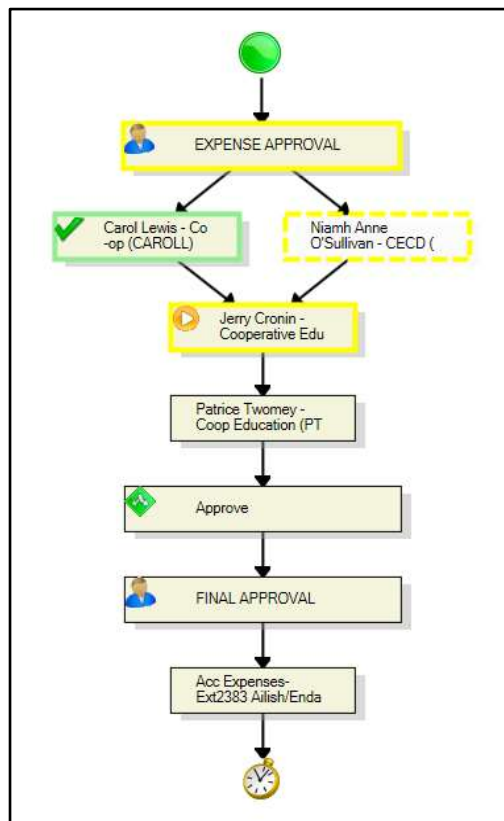 EXPENSE APPROVAL
Carol Lewis - Co
-op (CAROLL)
Niamh Anne
O'Sullivan - CECD (
Jerry Cronin -
Cooperative Edu
Patrice Twomey -
Coop Education (PT
Approve
FINAL APPROVAL
Acc Expenses-
Ext2383 Ailish/Enda